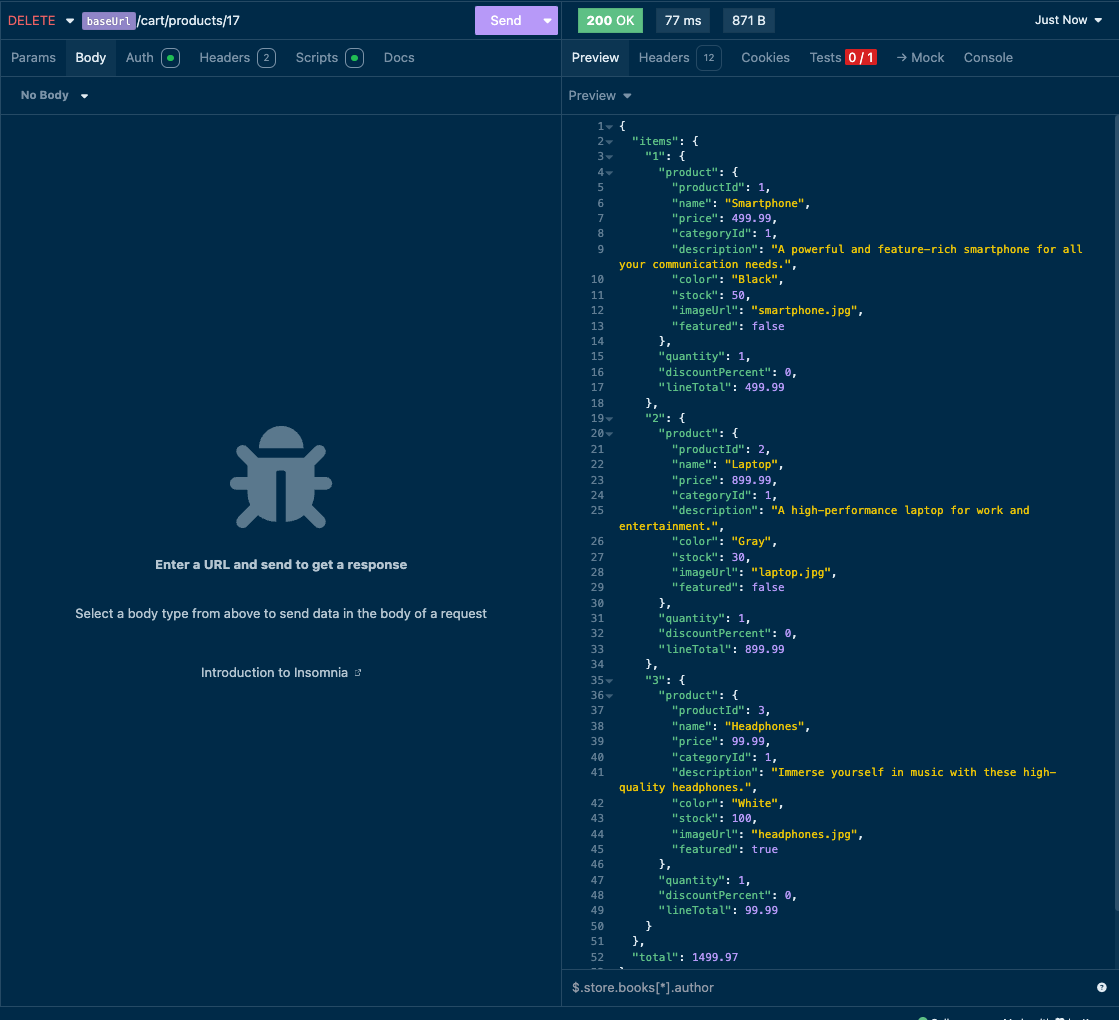 DELETE baseUrl/cart/products/17 Send 200 OK 77 ms 871 B Just Now
Params Body Auth Headers 2 Scripts Docs Preview Headers 12 Cookies Tests 0 / 1 → Mock Console
No Body Preview
1 {
2 "items": {
3 "1": {
4 "product": {
5 "productId": 1,
6 "name": "Smartphone",
7 "price": 499.99,
8 "categoryId": 1,
9 "description": "A powerful and feature-rich smartphone for all
your communication needs.",
10 "color": "Black",
11 "stock": 50,
12 "imageUrl": "smartphone.jpg",
13 "featured": false
14 },
15 "quantity": 1,
16 "discountPercent": 0,
17 "lineTotal": 499.99
18 },
19 "2": {
20 "product": {
21 "productId": 2,
22 "name": "Laptop",
23 "price": 899.99,
24 "categoryId": 1,
25 "description": "A high-performance laptop for work and
entertainment.",
26 "color": "Gray",
27 "stock": 30,
28 "imageUrl": "laptop.jpg",
29 "featured": false
30 },
31 "quantity": 1,
32 "discountPercent": 0,
33 "lineTotal": 899.99
34 },
35 "3": {
36 "product": {
37 "productId": 3,
38 "name": "Headphones",
39 "price": 99.99,
40 "categoryId": 1,
41 "description": "Immerse yourself in music with these high-
quality headphones.",
42 "color": "White",
43 "stock": 100,
44 "imageUrl": "headphones.jpg",
45 "featured": true
46 },
47 "quantity": 1,
48 "discountPercent": 0,
49 "lineTotal": 99.99
50 }
51 },
52 "total": 1499.97
Enter a URL and send to get a response
Select a body type from above to send data in the body of a request
Introduction to Insomnia
$.store.books[*].author